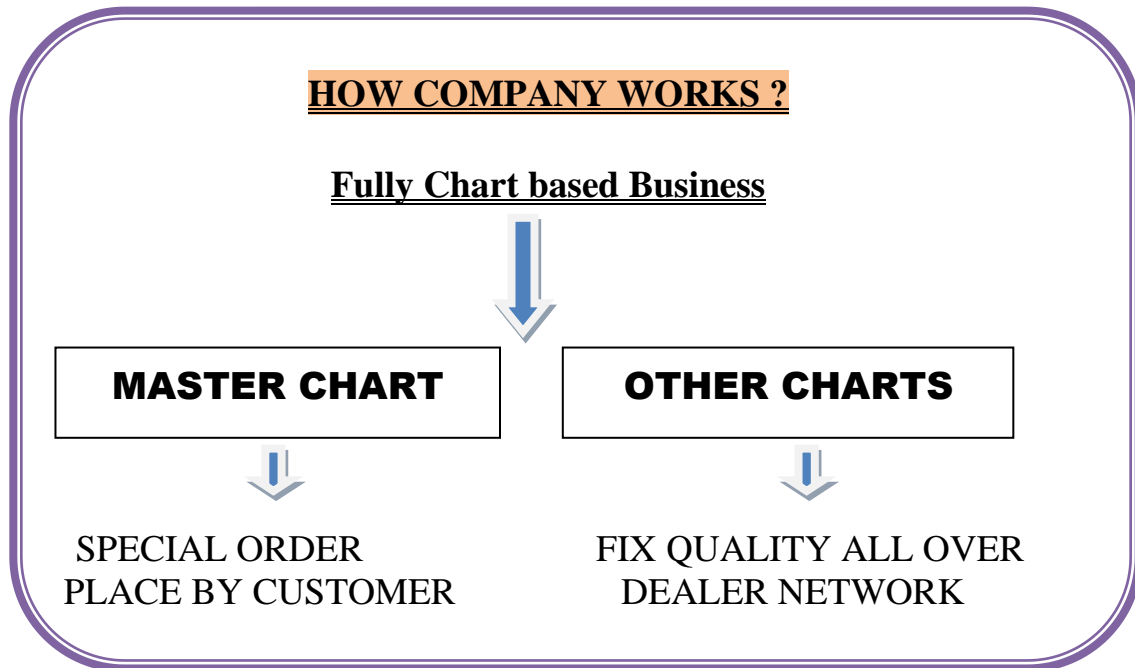 HOW COMPANY WORKS ?
Fully Chart based Business
MASTER CHART
OTHER CHARTS
SPECIAL ORDER
PLACE BY CUSTOMER
FIX QUALITY ALL OVER
DEALER NETWORK